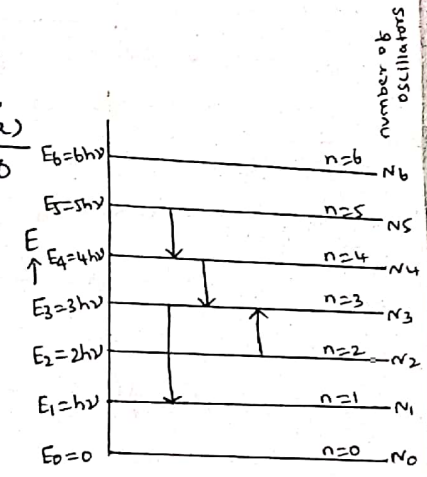 number of
oscillators
E6=6hν n=6 N6
E5=5hν n=5 N5
E
↑
E4=4hν n=4 N4
E3=3hν n=3 N3
E2=2hν n=2 N2
E1=hν n=1 N1
E0=0 n=0 N0